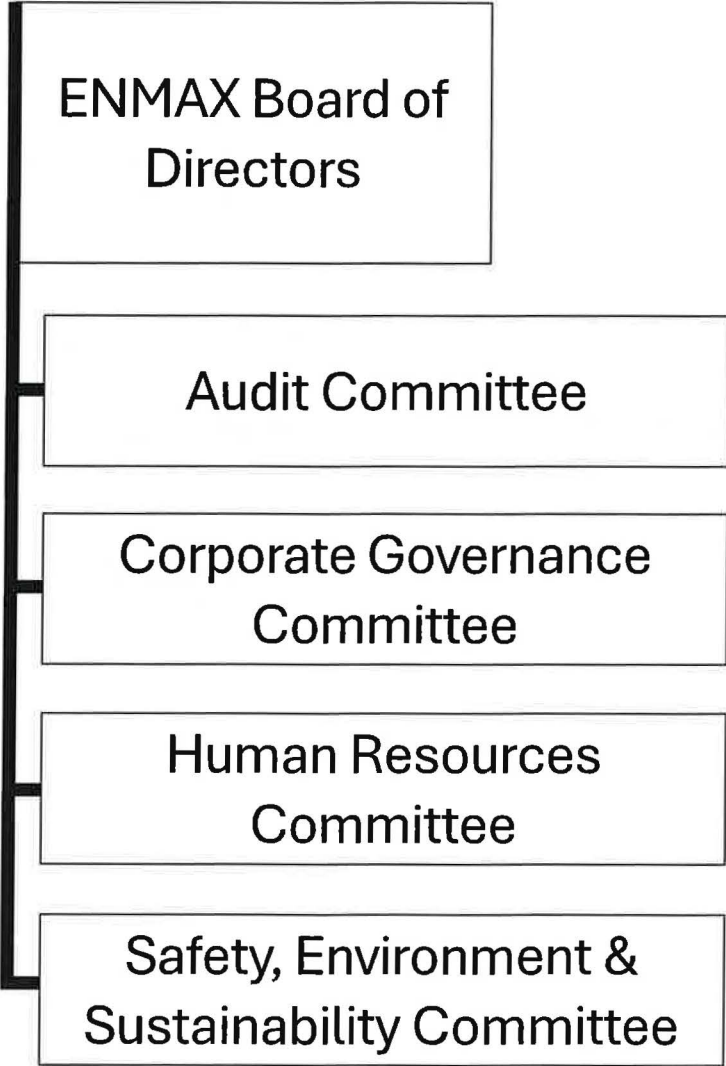 ENMAX Board of
Directors
Audit Committee
Corporate Governance
Committee
Human Resources
Committee
Safety, Environment &
Sustainability Committee